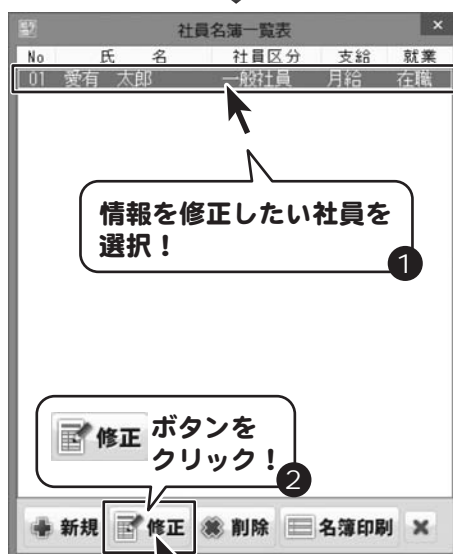 社員名簿一覧表 ×
No 氏 名 社員区分 支給 就業
01 愛有 太郎 一般社員 月給 在職
情報を修正したい社員を
選択！
1
修正 ボタンを
クリック！
2
新規 修正 削除 名簿印刷